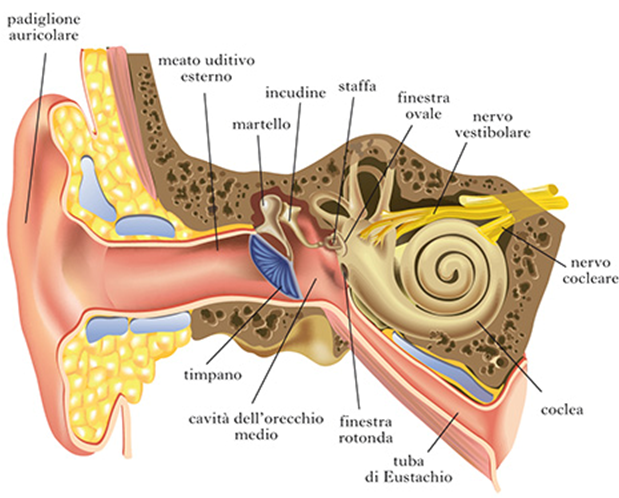 padiglione
auricolare
meato uditivo
esterno
incudine
staffa
martello
finestra
ovale
nervo
vestibolare
nervo
cocleare
timpano
cavità dell'orecchio
medio
finestra
rotonda
tuba
di Eustachio
coclea